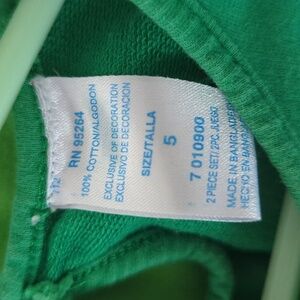 RN 95264
100% COTTON/ALGODON
EXCLUSIVE OF DECORATION
EXCLUSIVO DE DECORACION
SIZE/TALLA
5
7 010900
2 PIECE SET/2PC JUEGO
MADE IN BANGLADESH
HECHO EN